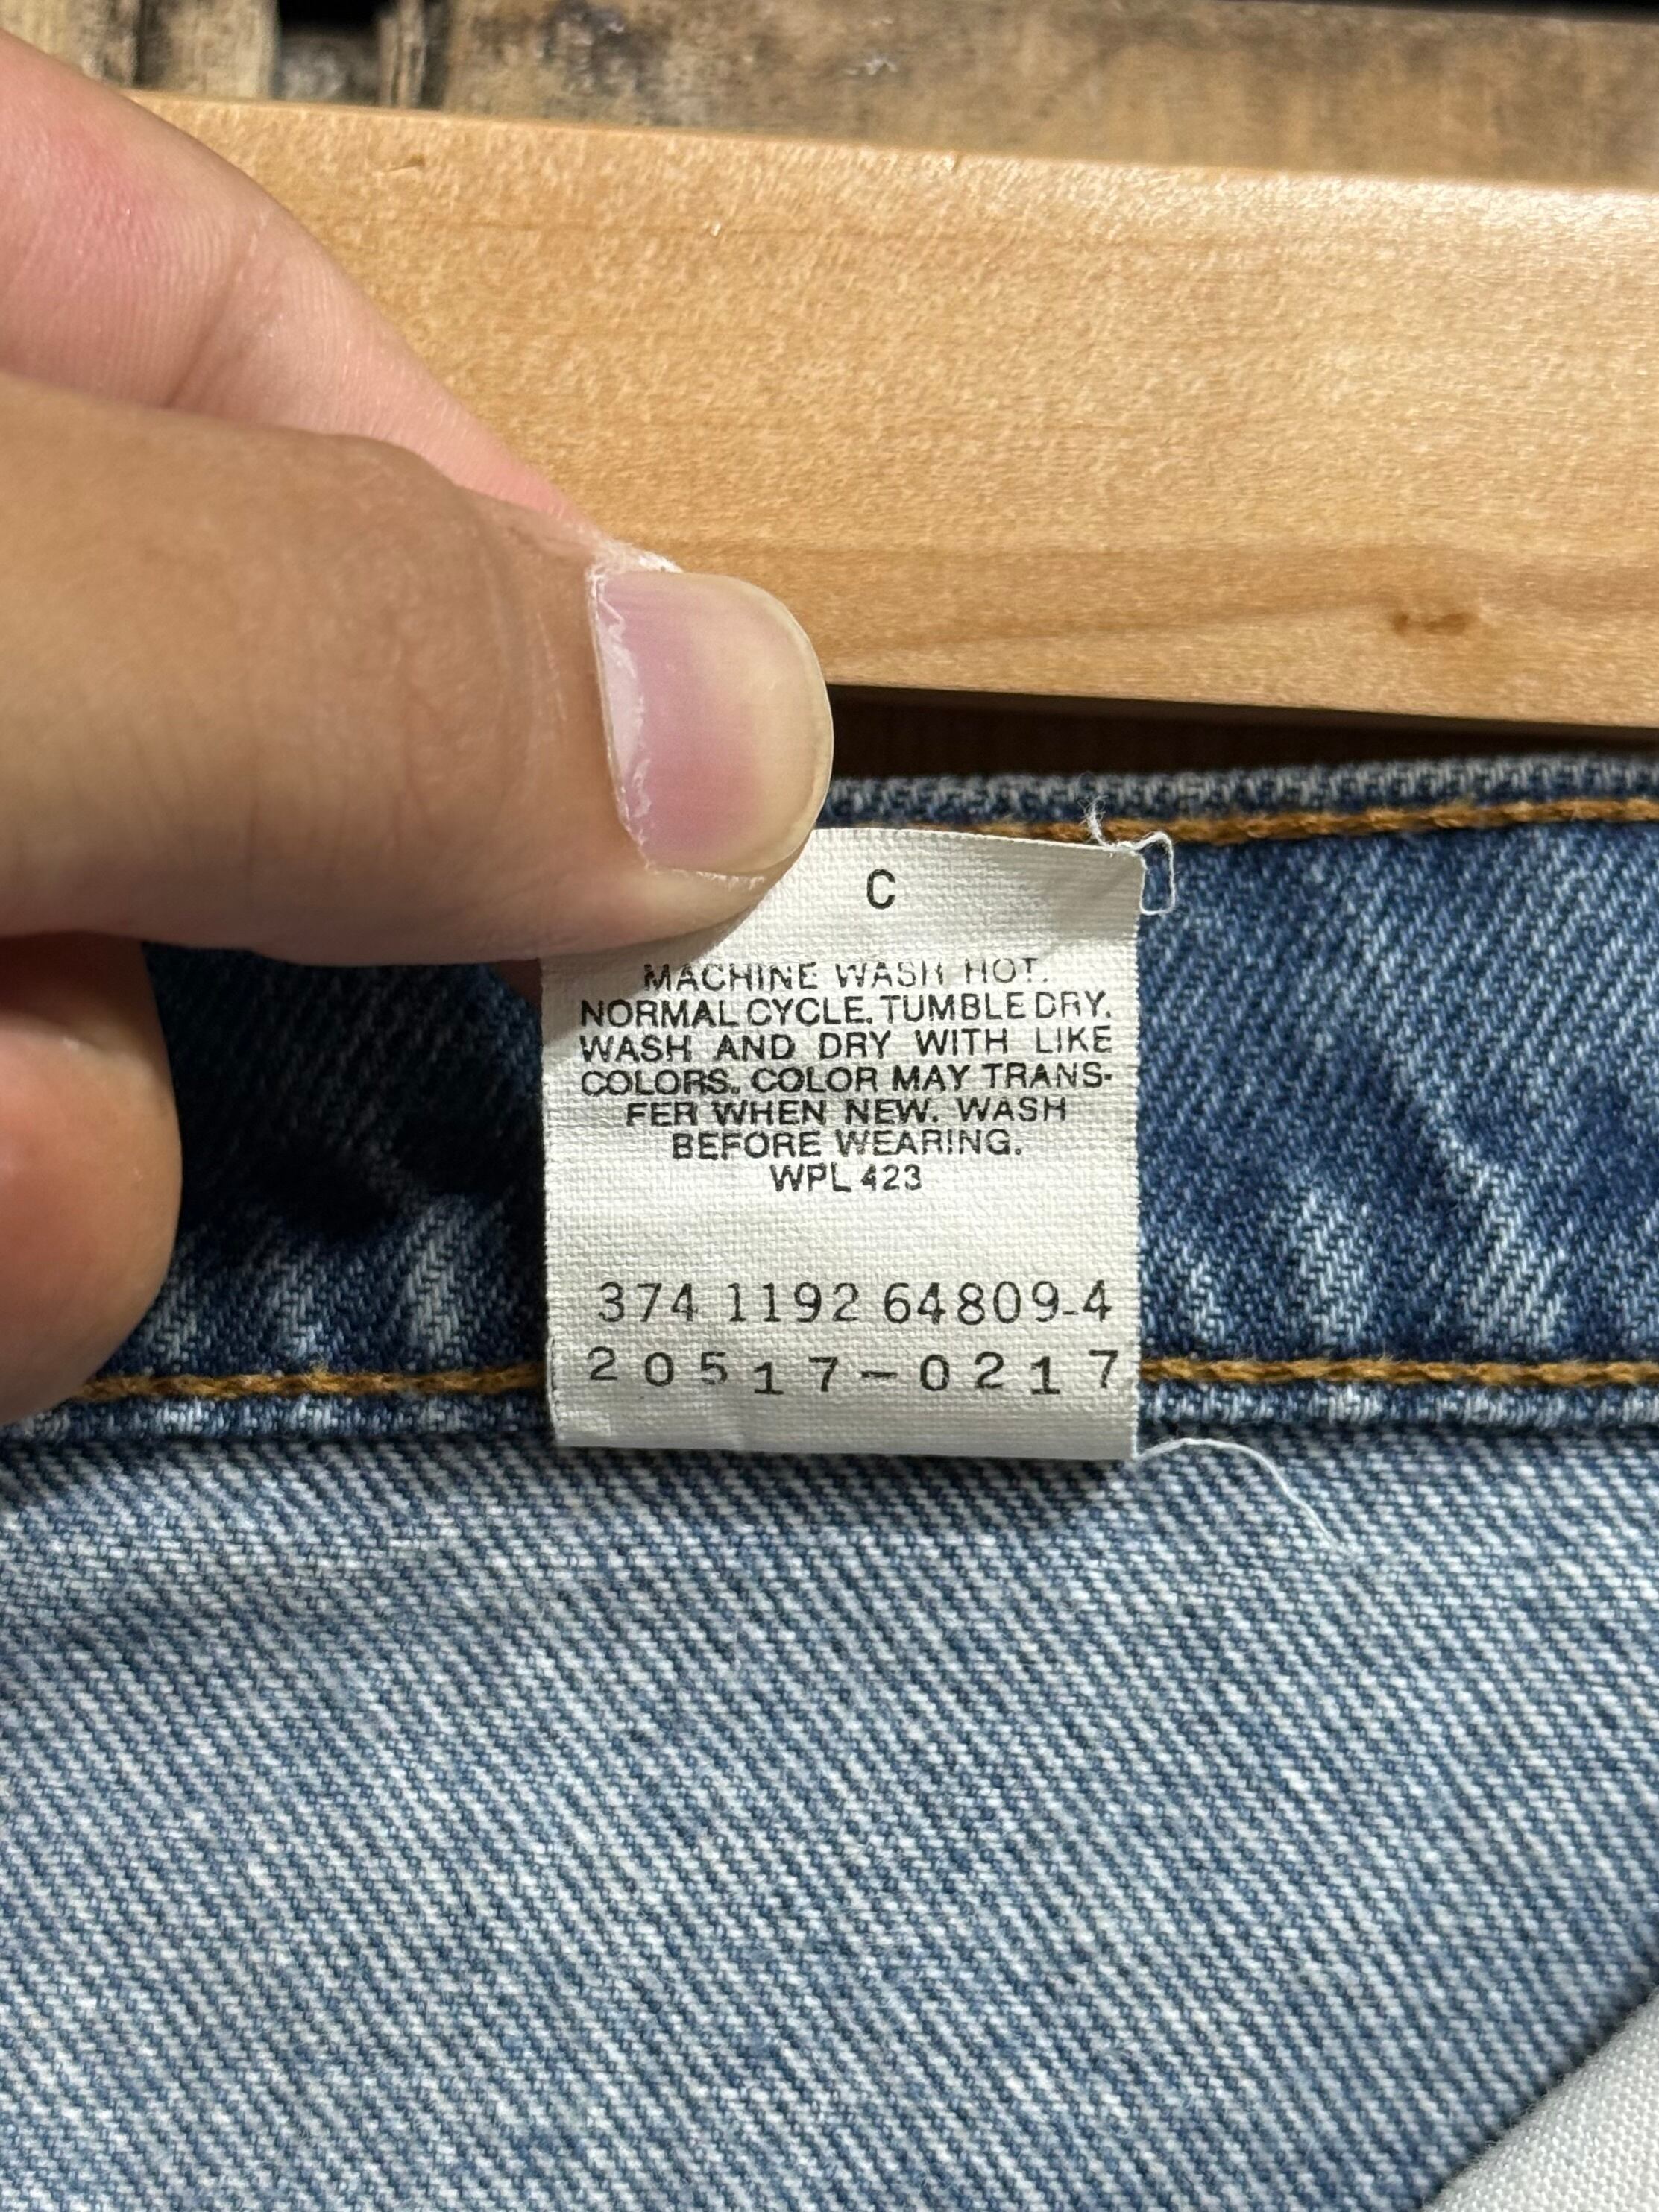 C
MACHINE WASH HOT.
NORMAL CYCLE. TUMBLE DRY.
WASH AND DRY WITH LIKE
COLORS. COLOR MAY TRANS-
FER WHEN NEW. WASH
BEFORE WEARING.
WPL 423
374 1192 64809-4
20517-0217